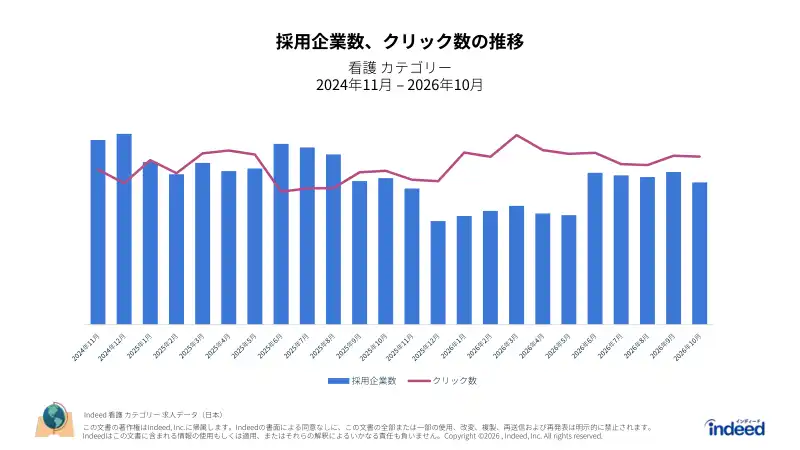 採用企業数、クリック数の推移
看護 カテゴリー
2024年11月 – 2026年10月
2024年11月
2024年12月
2025年1月
2025年2月
2025年3月
2025年4月
2025年5月
2025年6月
2025年7月
2025年8月
2025年9月
2025年10月
2025年11月
2025年12月
2026年1月
2026年2月
2026年3月
2026年4月
2026年5月
2026年6月
2026年7月
2026年8月
2026年9月
2026年10月
採用企業数 クリック数
Indeed 看護 カテゴリー 求人データ（日本）
この文書の著作権はIndeed, Inc.に帰属します。Indeedの書面による同意なしに、この文書の全部または一部の使用、改変、複製、再送信および再発表は明示的に禁止されます。
Indeedはこの文書に含まれる情報の使用もしくは適用、またはそれらの解釈によるいかなる責任も負いません。Copyright ©2026 , Indeed, Inc. All rights reserved.
インディード
indeed